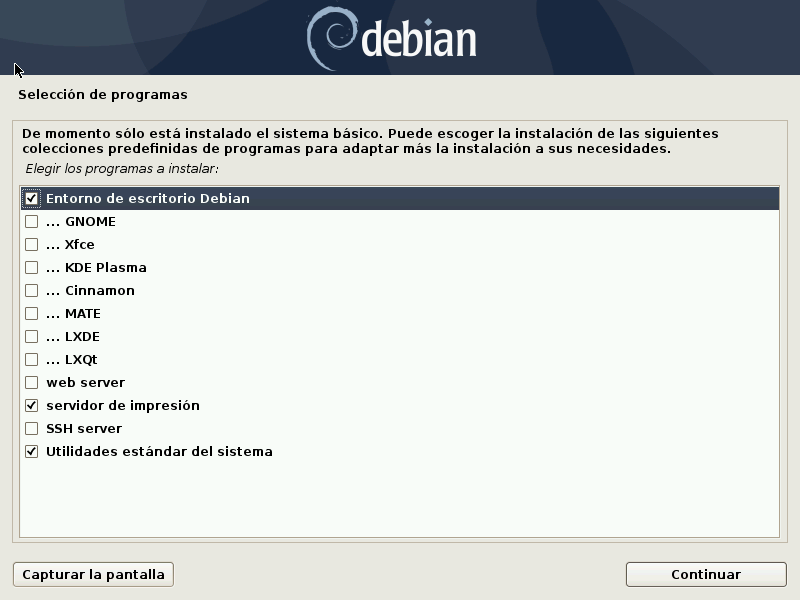 debian
Selección de programas
De momento sólo está instalado el sistema básico. Puede escoger la instalación de las siguientes
colecciones predefinidas de programas para adaptar más la instalación a sus necesidades.
Elegir los programas a instalar:
Entorno de escritorio Debian
... GNOME
... Xfce
... KDE Plasma
... Cinnamon
... MATE
... LXDE
... LXQt
web server
servidor de impresión
SSH server
Utilidades estándar del sistema
Capturar la pantalla
Continuar